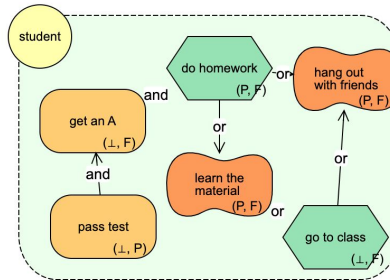 student
do homework
(P, F)
or
hang out
with friends
(P, F)
and
get an A
(⊥, F)
or
or
and
learn the
material
(P, F)
or
pass test
(⊥, P)
go to class
(⊥, F)